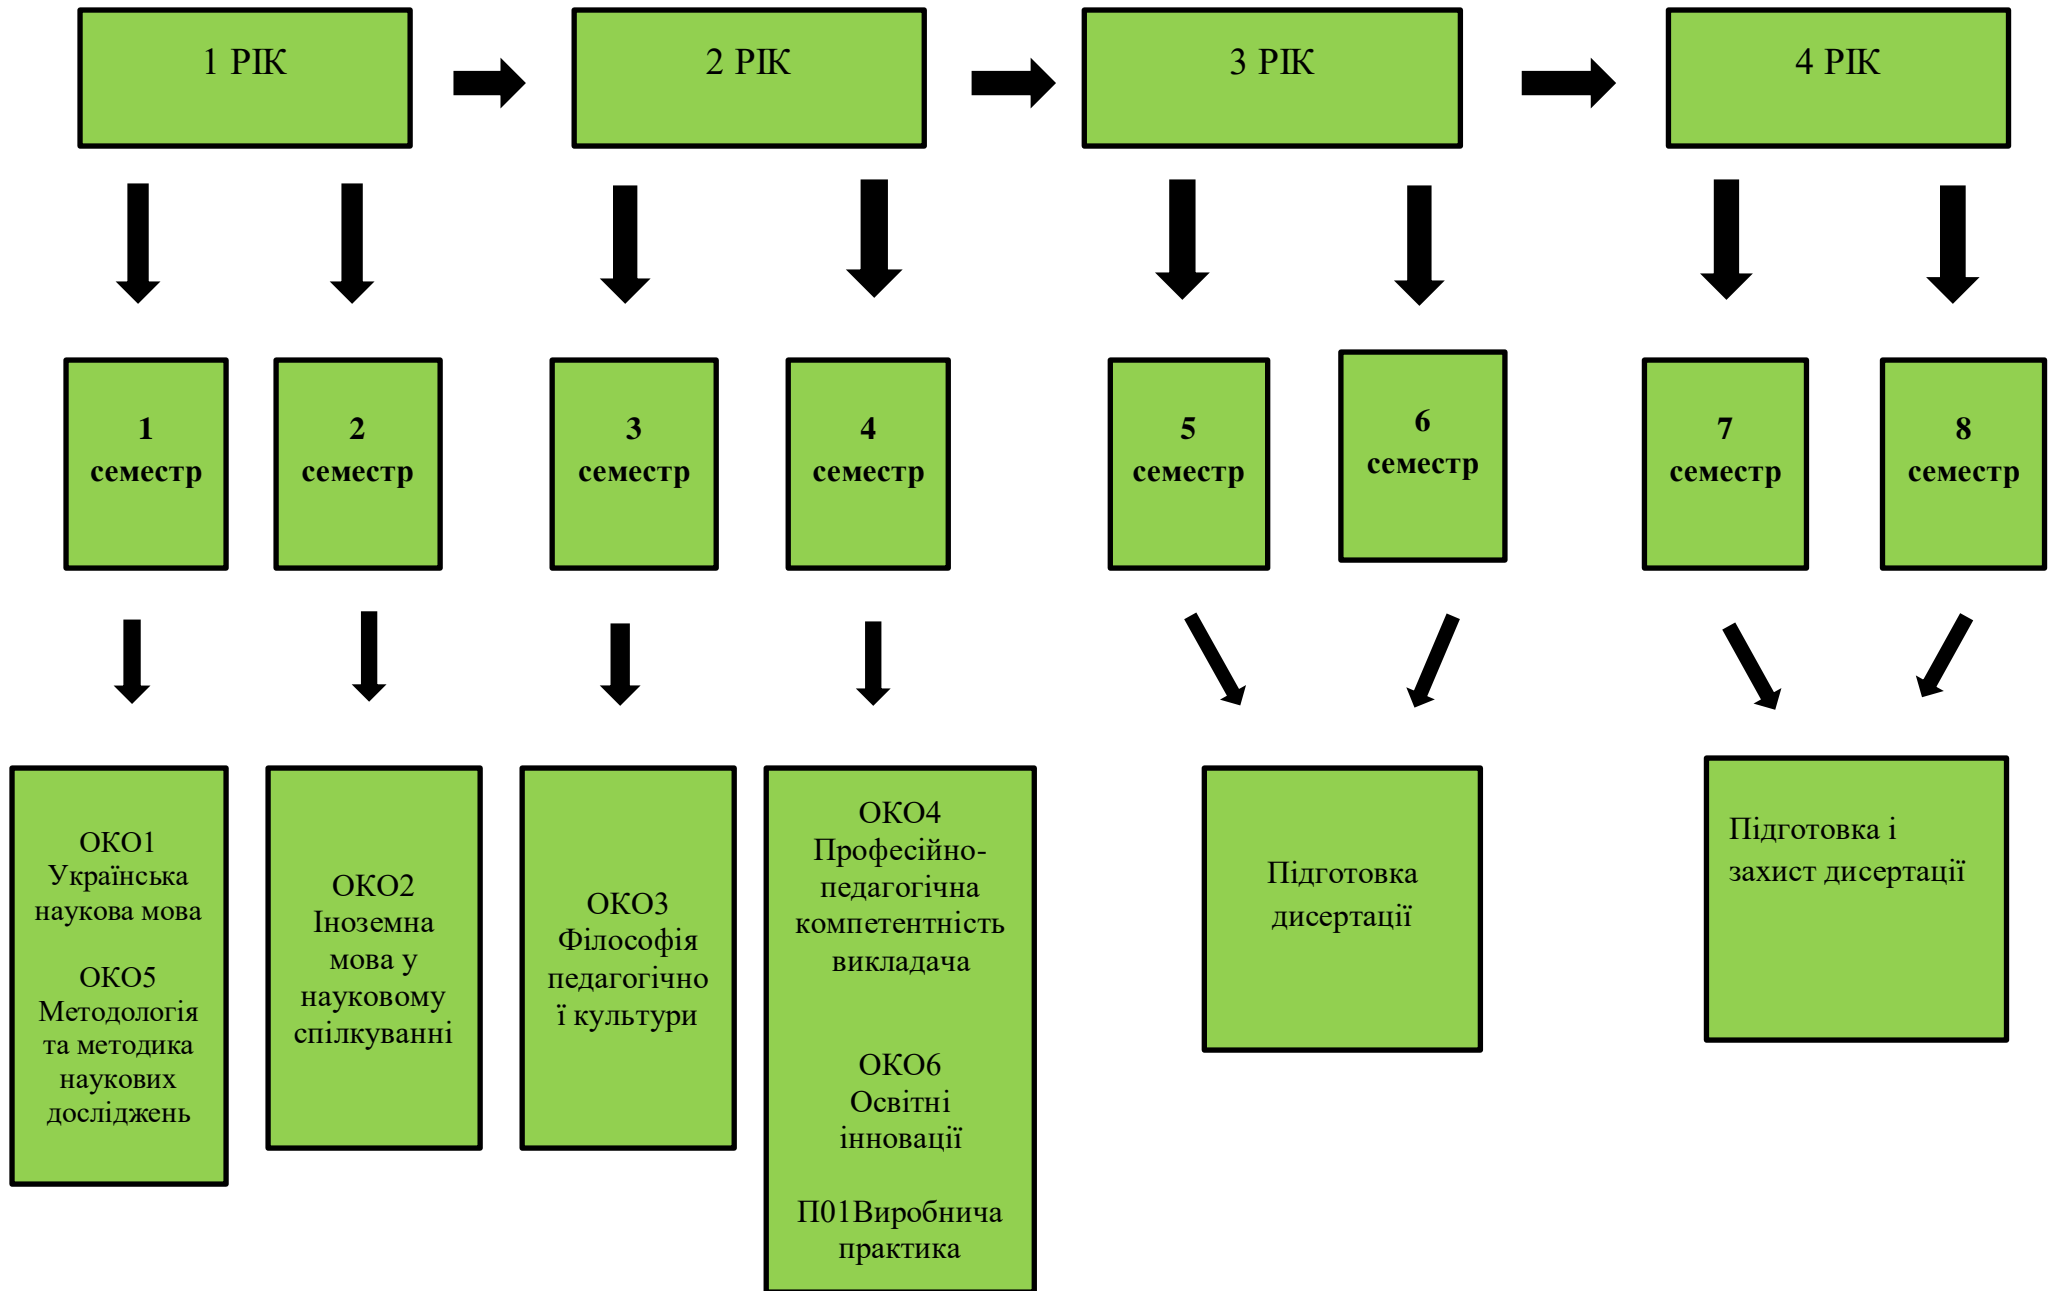 1 РІК
2 РІК
3 РІК
4 РІК
1
семестр
2
семестр
3
семестр
4
семестр
5
семестр
6
семестр
7
семестр
8
семестр
ОКО1
Українська
наукова мова
ОКО5
Методологія
та методика
наукових
досліджень
ОКО2
Іноземна
мова у
науковому
спілкуванні
ОКО3
Філософія
педагогічно
ї культури
ОКО4
Професійно-
педагогічна
компетентність
викладача
ОКО6
Освітні
інновації
П01Виробнича
практика
Підготовка
дисертації
Підготовка і
захист дисертації